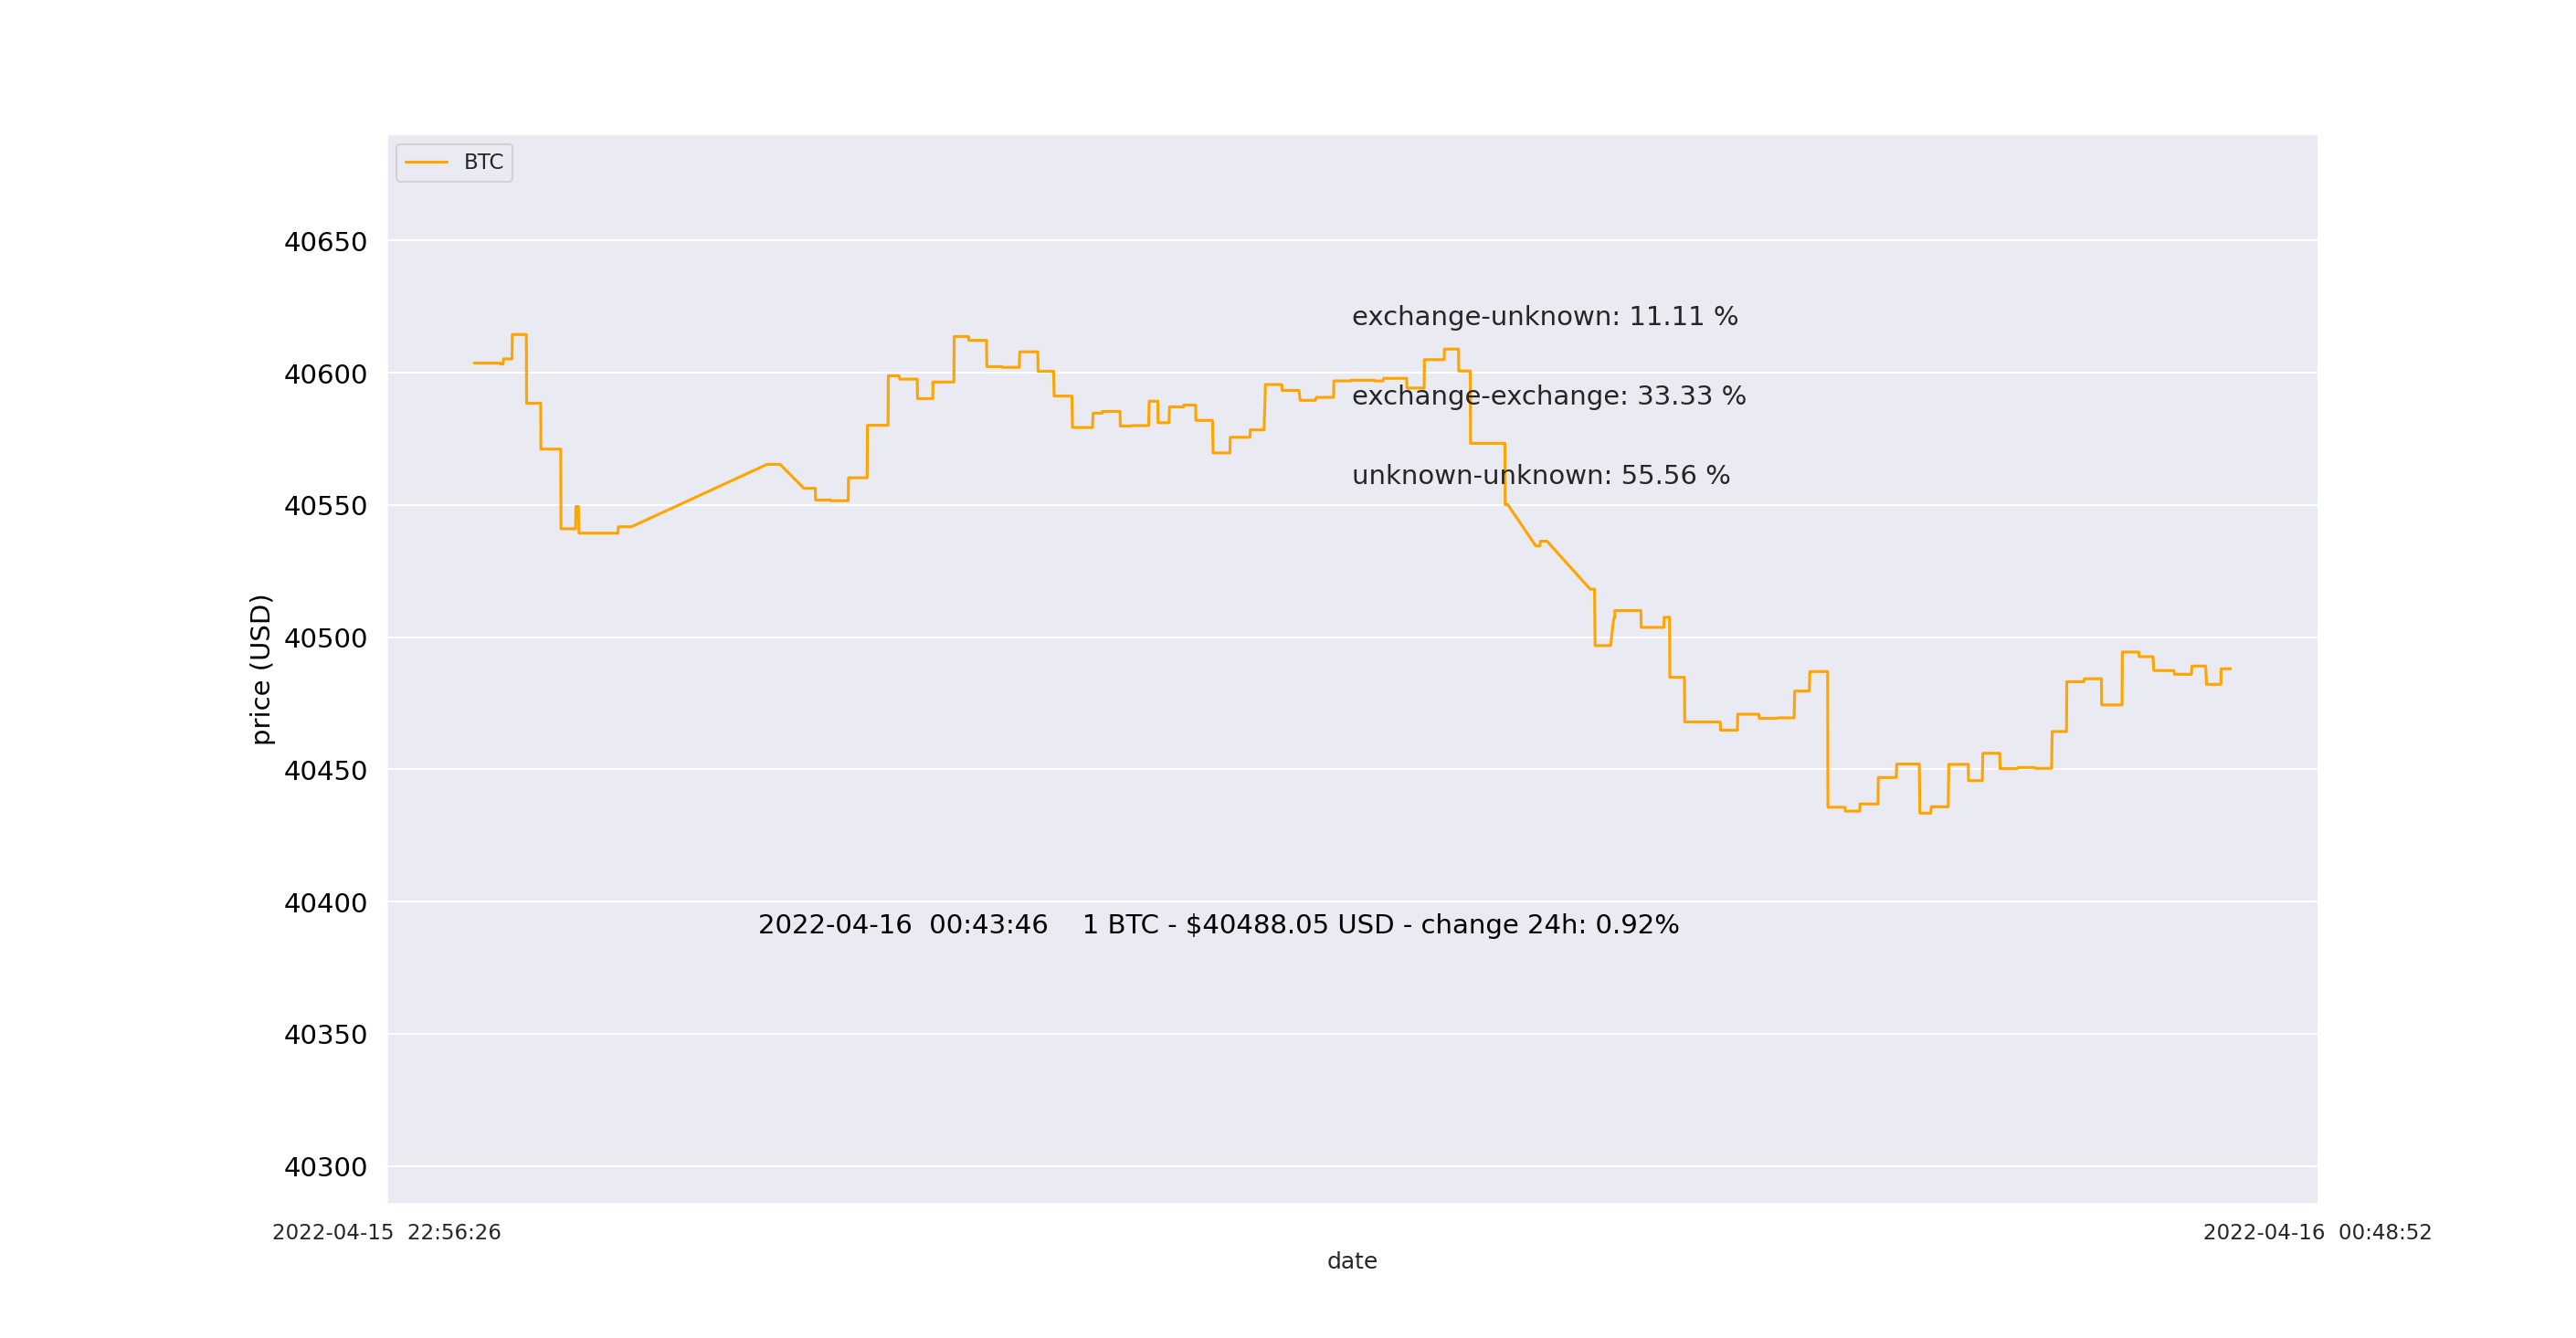 BTC
40650
exchange-unknown: 11.11 %
40600
exchange-exchange: 33.33 %
unknown-unknown: 55.56 %
40550
40500
price (USD)
40450
40400
2022-04-16  00:43:46    1 BTC - $40488.05 USD - change 24h: 0.92%
40350
40300
2022-04-15  22:56:26
2022-04-16  00:48:52
date